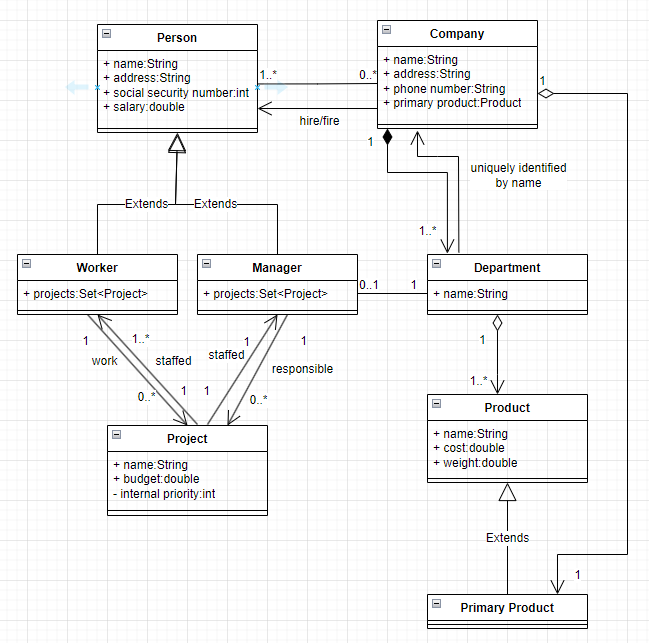 Person
+ name:String
+ address:String
+ social security number:int
+ salary:double
Company
+ name:String
+ address:String
+ phone number:String
+ primary product:Product
1..*
0..*
1
hire/fire
1
uniquely identified
by name
1..*
Extends
Extends
Worker
+ projects:Set<Project>
Manager
+ projects:Set<Project>
0..1
1
Department
+ name:String
1
work
1..*
staffed
0..*
1
staffed
1
1
1
responsible
0..*
1
1..*
Project
+ name:String
+ budget:double
- internal priority:int
Product
+ name:String
+ cost:double
+ weight:double
Extends
1
Primary Product